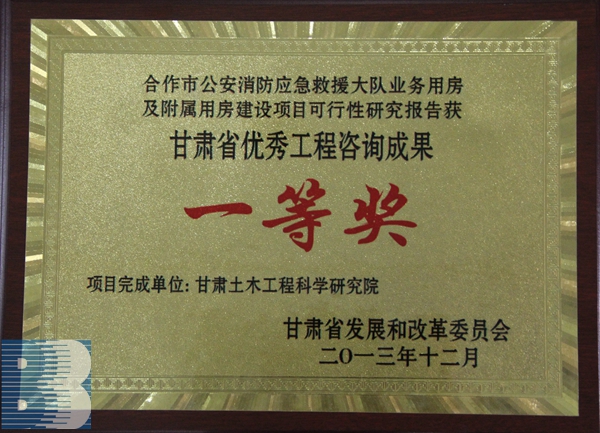 合作市公安消防应急救援大队业务用房
及附属用房建设项目可行性研究报告获
甘肃省优秀工程咨询成果
一等奖
项目完成单位: 甘肃土木工程科学研究院
甘肃省发展和改革委员会
二〇一三年十二月